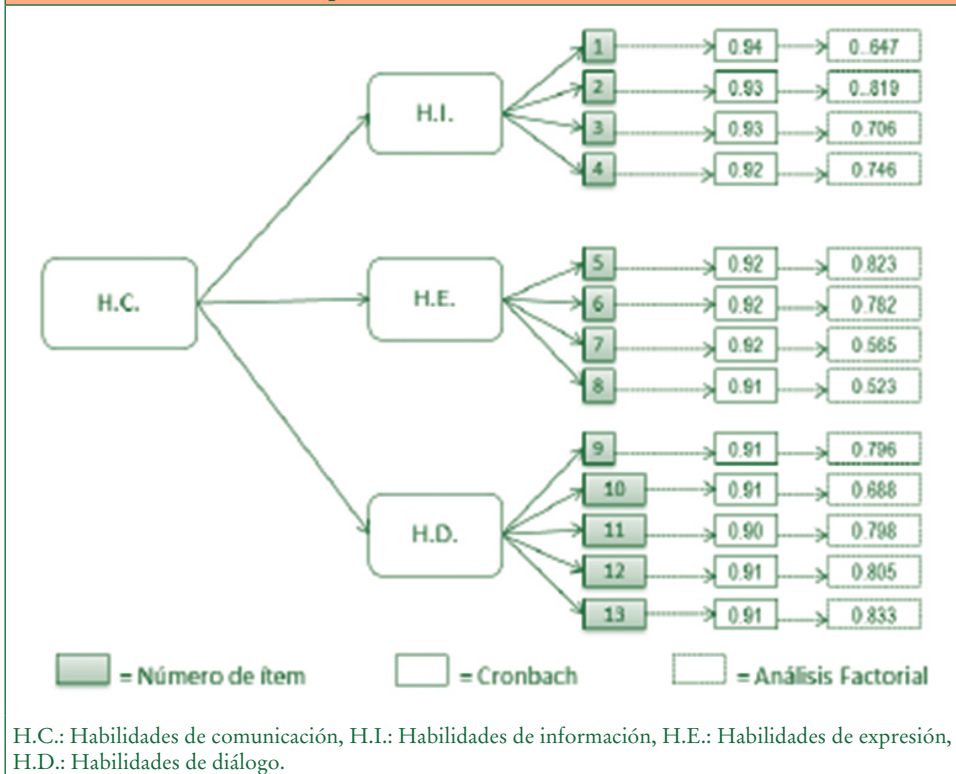 1 0.94 0..647
H.I. 2 0.93 0..819
3 0.93 0.706
4 0.92 0.746
5 0.92 0.823
H.C. H.E. 6 0.92 0.782
7 0.92 0.565
8 0.91 0.523
9 0.91 0.796
10 0.91 0.688
H.D. 11 0.90 0.798
12 0.91 0.805
13 0.91 0.833
= Número de ítem = Cronbach = Análisis Factorial
H.C.: Habilidades de comunicación, H.I.: Habilidades de información, H.E.: Habilidades de expresión,
H.D.: Habilidades de diálogo.